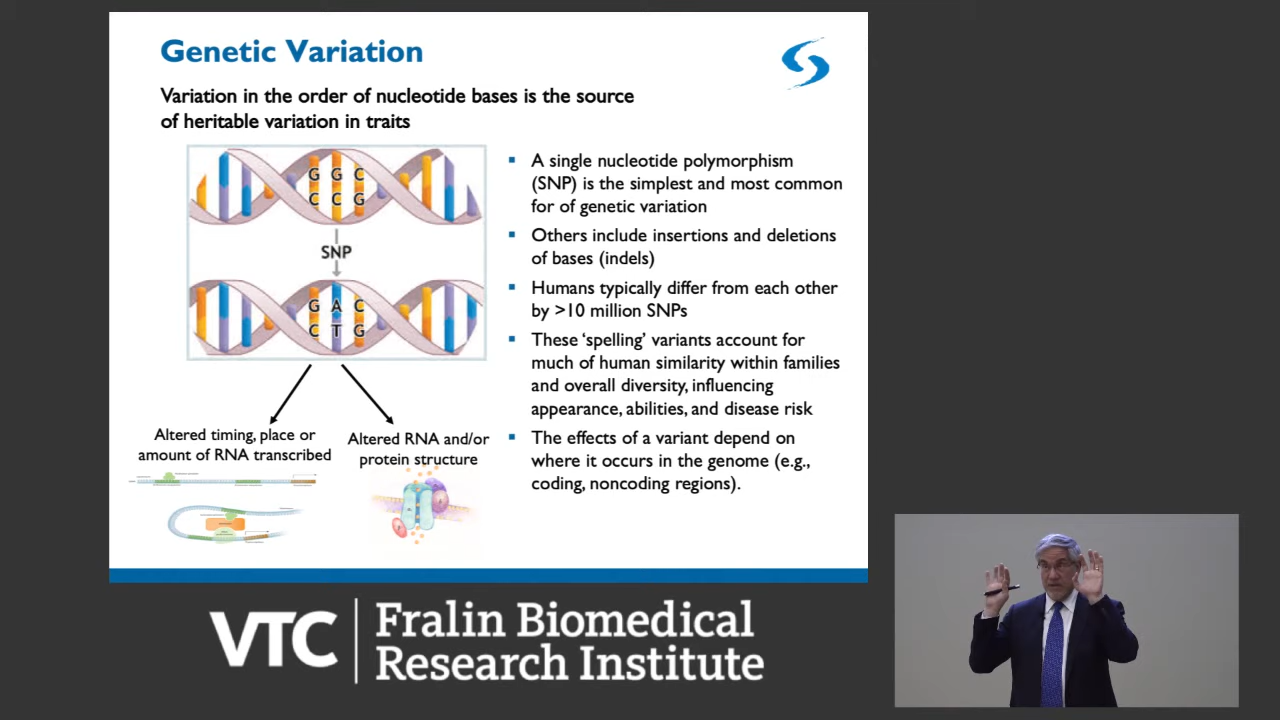 Genetic Variation
Variation in the order of nucleotide bases is the source
of heritable variation in traits
G G C
C C G
SNP
G A C
C T G
Altered timing, place or
amount of RNA transcribed
Altered RNA and/or
protein structure
A single nucleotide polymorphism
(SNP) is the simplest and most common
for of genetic variation
Others include insertions and deletions
of bases (indels)
Humans typically differ from each other
by >10 million SNPs
These ‘spelling’ variants account for
much of human similarity within families
and overall diversity, influencing
appearance, abilities, and disease risk
The effects of a variant depend on
where it occurs in the genome (e.g.,
coding, noncoding regions).
VTC
Fralin Biomedical
Research Institute